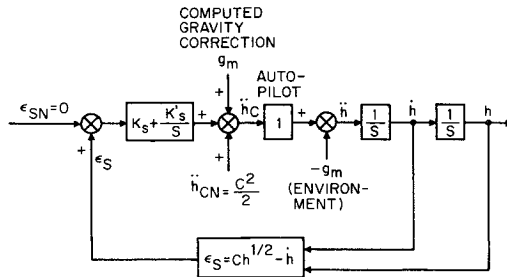 COMPUTED
GRAVITY
CORRECTION
g_m
AUTO-
PILOT
ϵ_SN=0
+
K_S + K'_S/S
+
+
ḧ_C
1
+
ḧ
1/S
ḣ
1/S
h
+
ϵ_S
+
ḧ_CN = C²/2
-g_m
(ENVIRON-
MENT)
ϵ_S = Ch^1/2 - ḣ